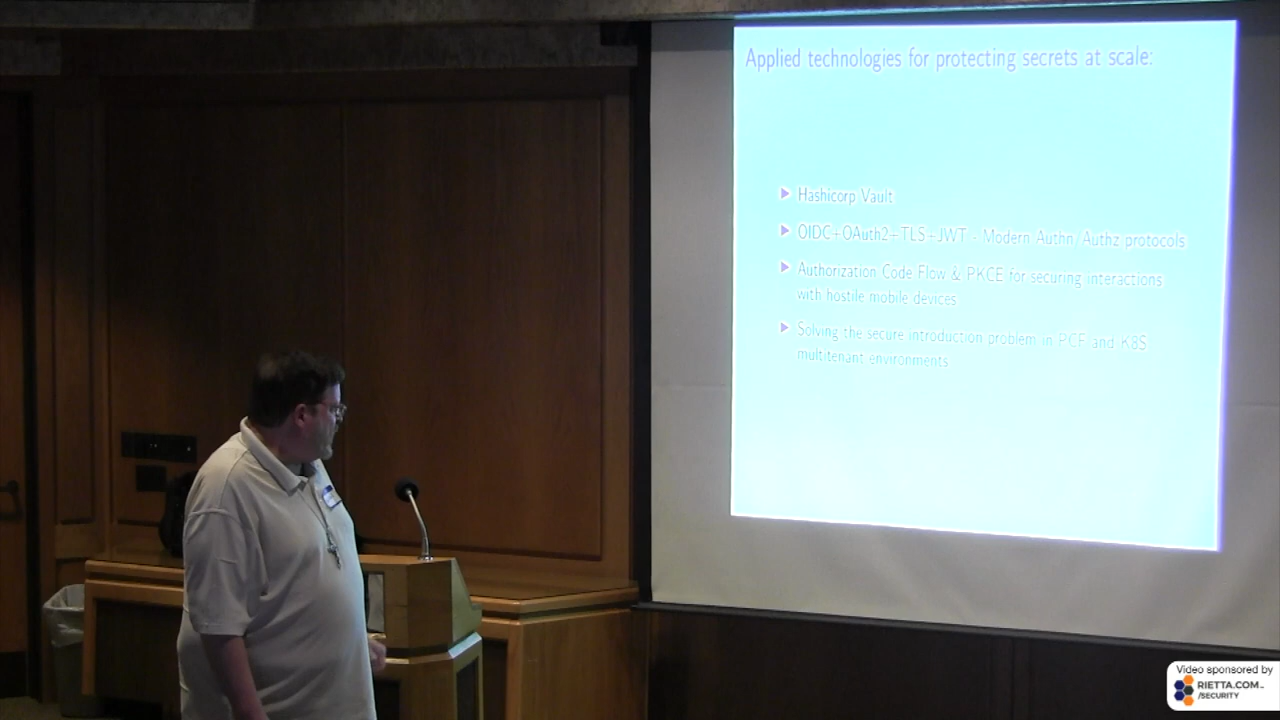 Applied technologies for protecting secrets at scale:
Hashicorp Vault
OIDC+OAuth2+TLS+JWT - Modern Authn/Authz protocols
Authorization Code Flow & PKCE for securing interactions
with hostile mobile devices
Solving the secure introduction problem in PCF and K8S
multitenant environments
Video sponsored by
RIETTA.COM
/SECURITY